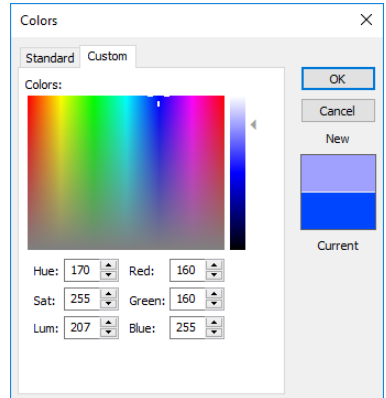 Colors
Standard Custom
Colors:
OK
Cancel
New
Current
Hue: 170 Red: 160
Sat: 255 Green: 160
Lum: 207 Blue: 255